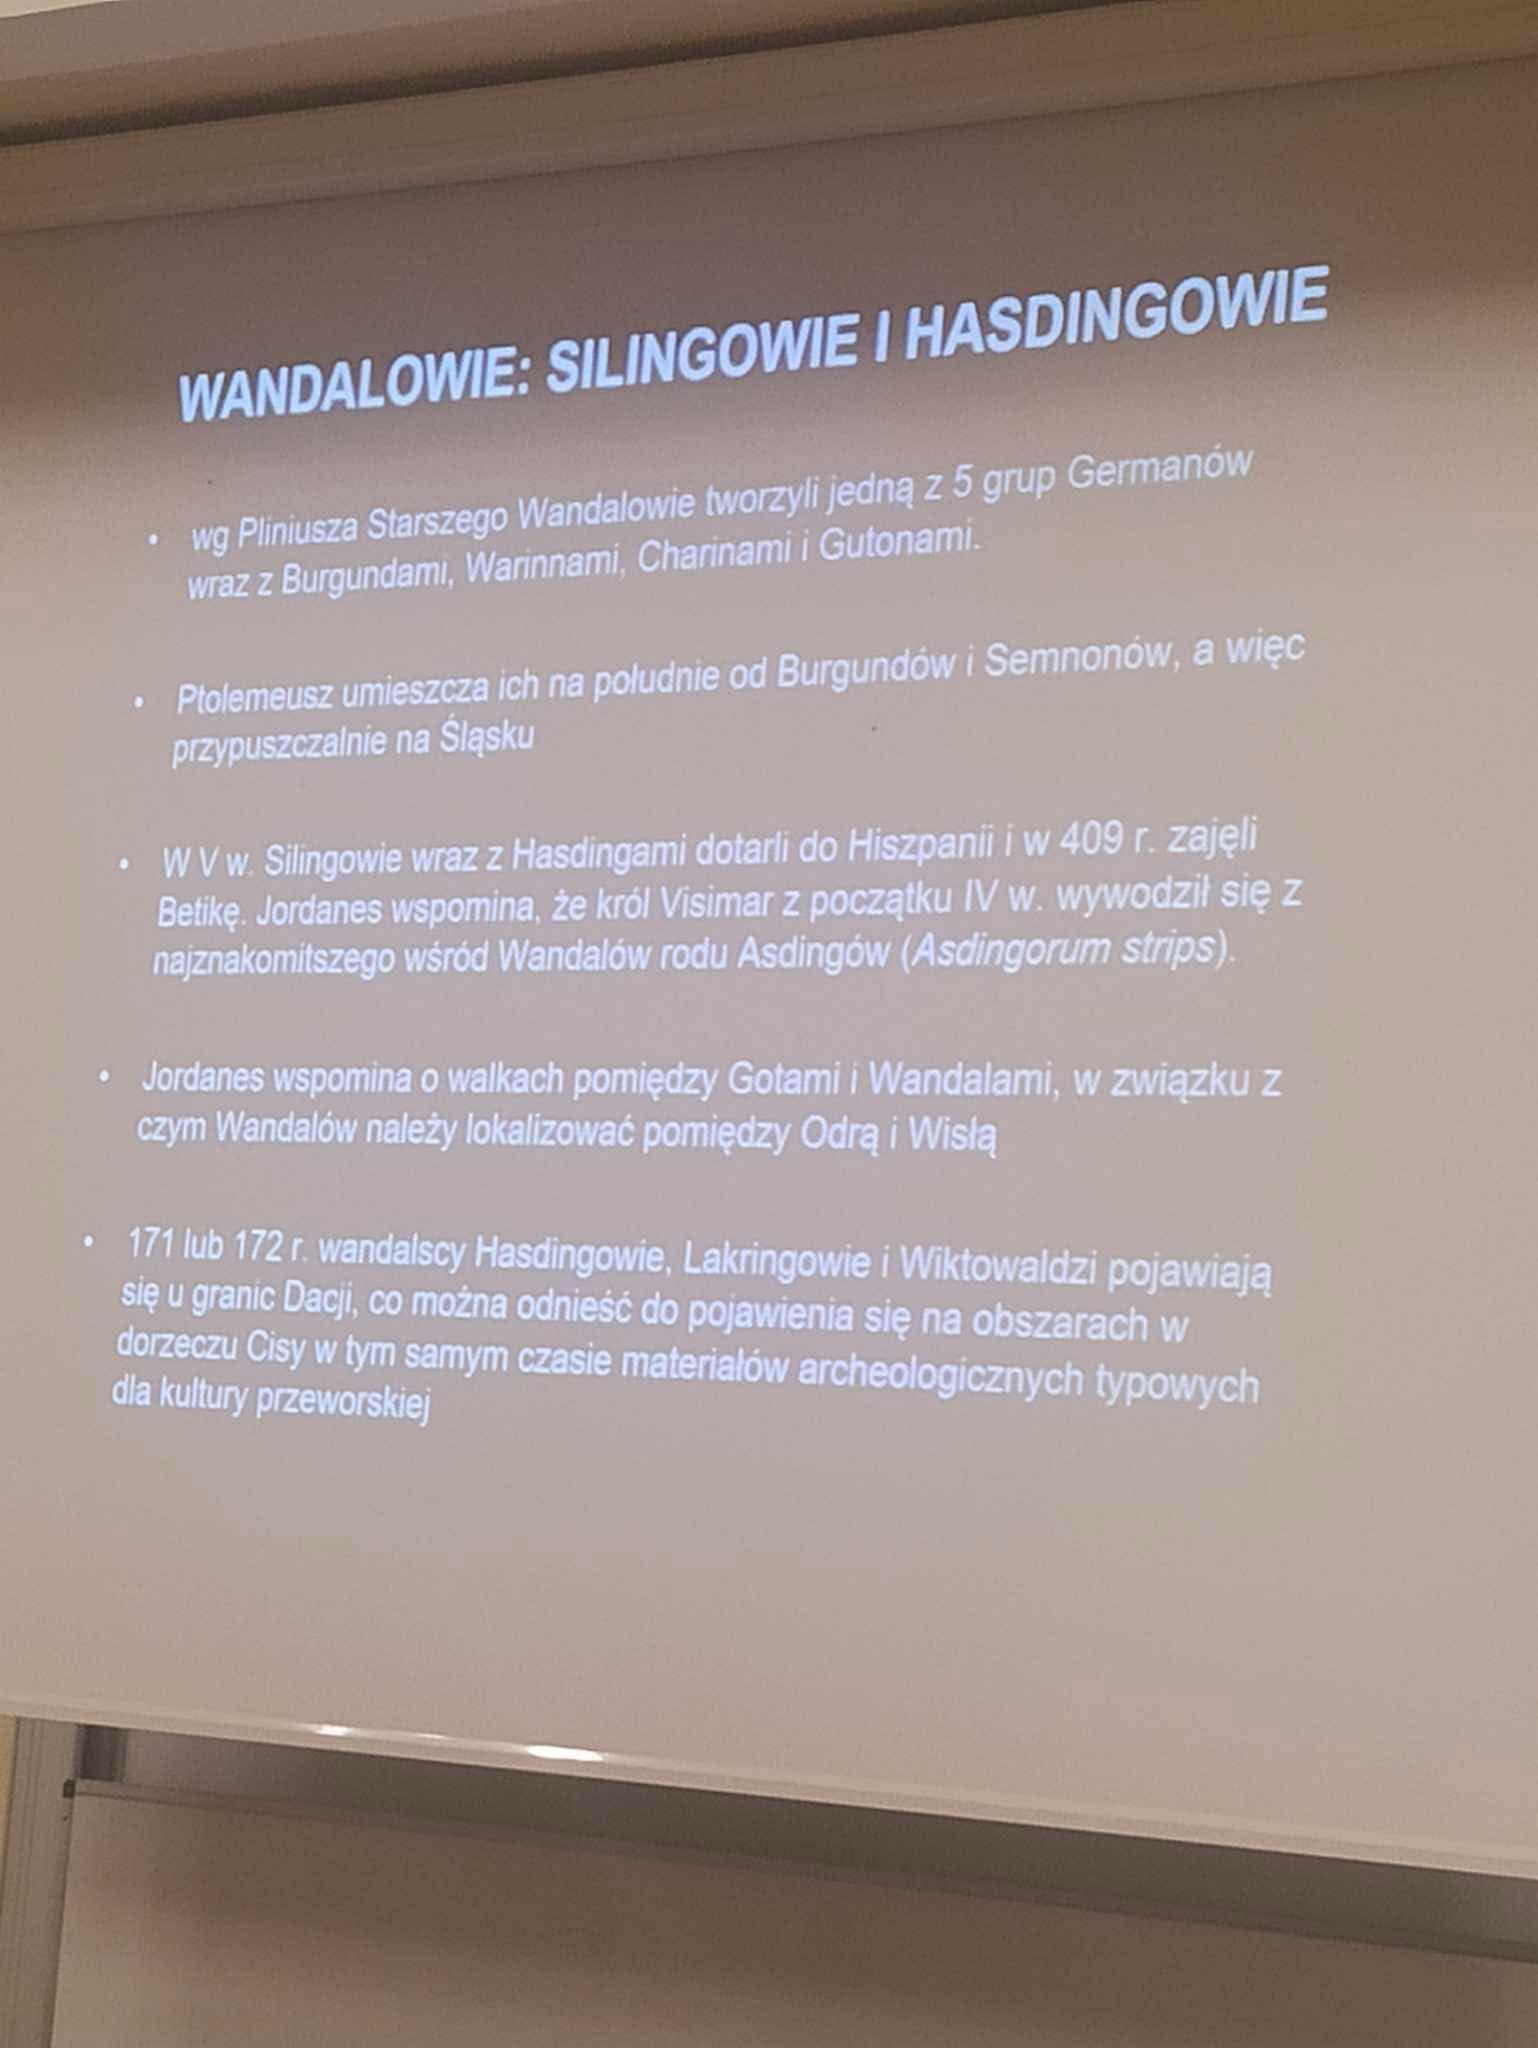 WANDALOWIE: SILINGOWIE I HASDINGOWIE
• wg Pliniusza Starszego Wandalowie tworzyli jedną z 5 grup Germanów
wraz z Burgundami, Warinnami, Charinami i Gutonami.
• Ptolemeusz umieszcza ich na południe od Burgundów i Semnonów, a więc
przypuszczalnie na Śląsku
• W V w. Silingowie wraz z Hasdingami dotarli do Hiszpanii i w 409 r. zajęli
Betikę. Jordanes wspomina, że król Visimar z początku IV w. wywodził się z
najznakomitszego wśród Wandalów rodu Asdingów (Asdingorum strips).
• Jordanes wspomina o walkach pomiędzy Gotami i Wandalami, w związku z
czym Wandalów należy lokalizować pomiędzy Odrą i Wisłą
• 171 lub 172 r. wandalscy Hasdingowie, Lakringowie i Wiktowaldzi pojawiają
się u granic Dacji, co można odnieść do pojawienia się na obszarach w
dorzeczu Cisy w tym samym czasie materiałów archeologicznych typowych
dla kultury przeworskiej